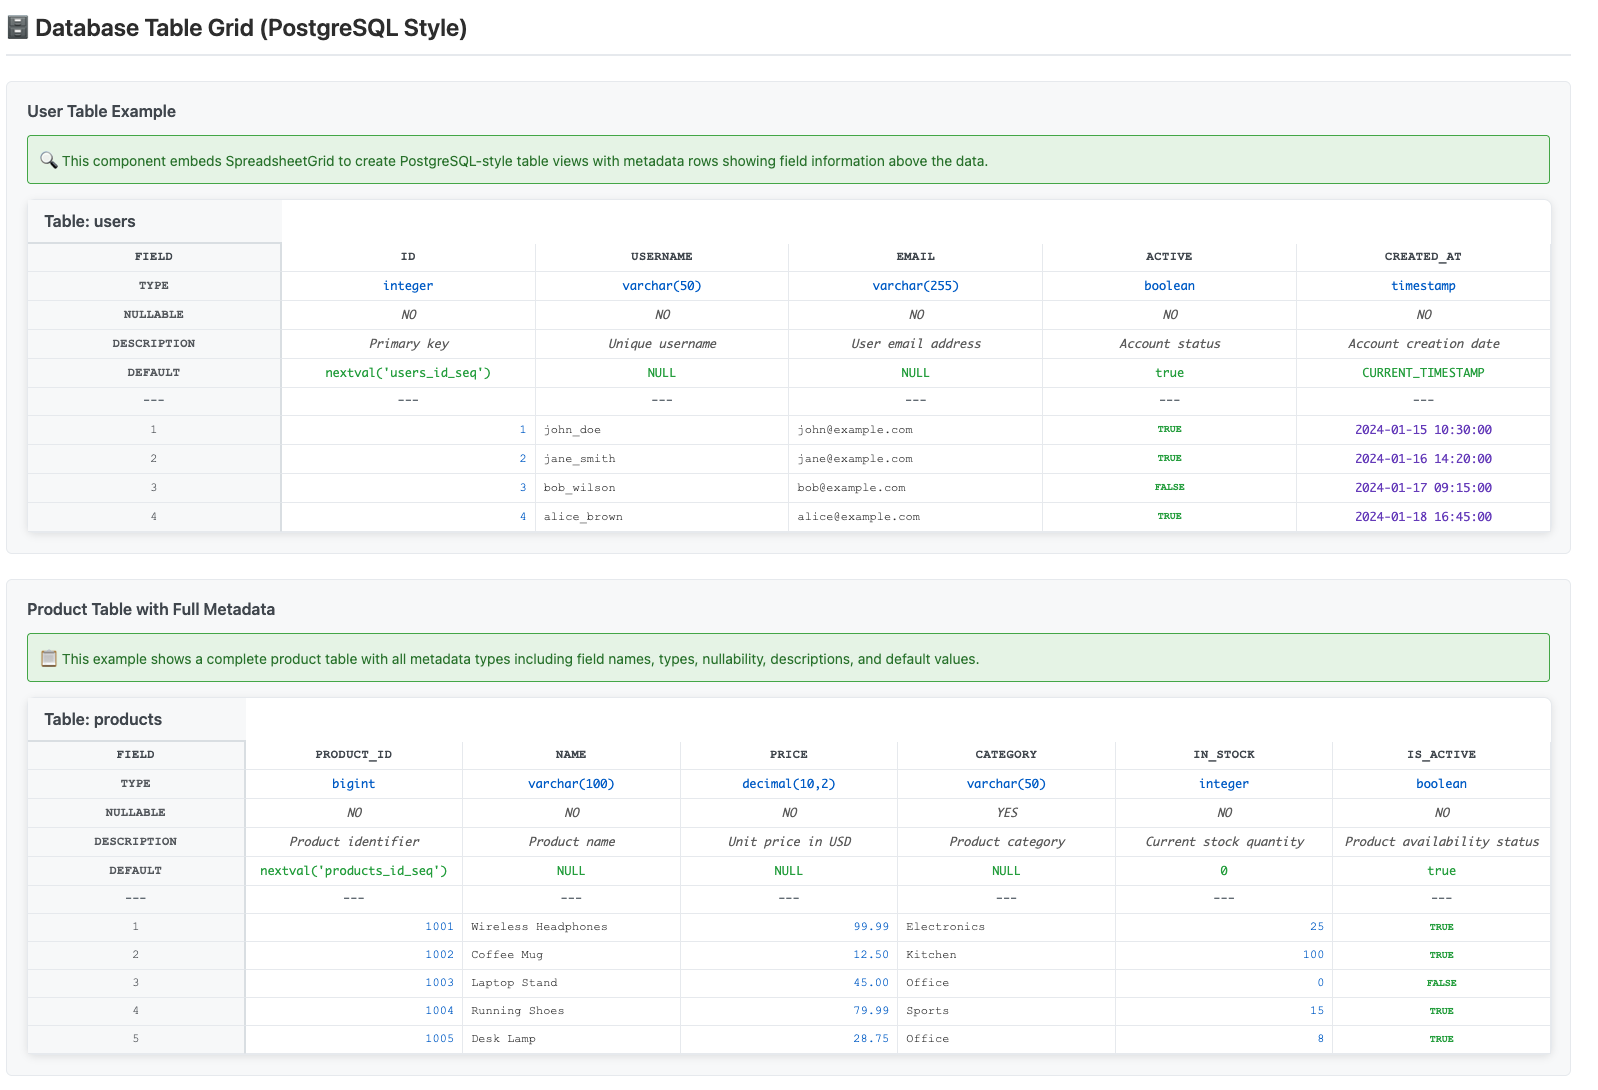 Database Table Grid (PostgreSQL Style)
User Table Example
This component embeds SpreadsheetGrid to create PostgreSQL-style table views with metadata rows showing field information above the data.
Table: users
FIELD ID USERNAME EMAIL ACTIVE CREATED_AT
TYPE integer varchar(50) varchar(255) boolean timestamp
NULLABLE NO NO NO NO NO
DESCRIPTION Primary key Unique username User email address Account status Account creation date
DEFAULT nextval('users_id_seq') NULL NULL true CURRENT_TIMESTAMP
--- --- --- --- --- ---
1 1 john_doe john@example.com TRUE 2024-01-15 10:30:00
2 2 jane_smith jane@example.com TRUE 2024-01-16 14:20:00
3 3 bob_wilson bob@example.com FALSE 2024-01-17 09:15:00
4 4 alice_brown alice@example.com TRUE 2024-01-18 16:45:00
Product Table with Full Metadata
This example shows a complete product table with all metadata types including field names, types, nullability, descriptions, and default values.
Table: products
FIELD PRODUCT_ID NAME PRICE CATEGORY IN_STOCK IS_ACTIVE
TYPE bigint varchar(100) decimal(10,2) varchar(50) integer boolean
NULLABLE NO NO NO YES NO NO
DESCRIPTION Product identifier Product name Unit price in USD Product category Current stock quantity Product availability status
DEFAULT nextval('products_id_seq') NULL NULL NULL 0 true
--- --- --- --- --- --- ---
1 1001 Wireless Headphones 99.99 Electronics 25 TRUE
2 1002 Coffee Mug 12.50 Kitchen 100 TRUE
3 1003 Laptop Stand 45.00 Office 0 FALSE
4 1004 Running Shoes 79.99 Sports 15 TRUE
5 1005 Desk Lamp 28.75 Office 8 TRUE